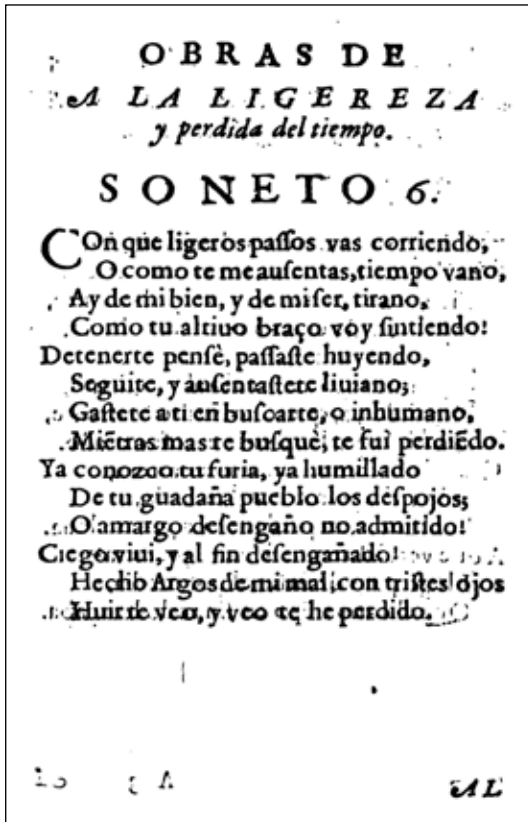 OBRAS DE
A LA LIGEREZA
y perdida del tiempo.
SONETO 6.
COn que ligeros paſſos vas corriendo,
O como te me auſentas, tiempo vano,
Ay de mi bien, y de mi ſer, tirano,
Como tu altiuo braço voy ſintiendo!
Detenerte penſè, paſſaſte huyendo,
Seguite, y auſentaſtete liuiano;
Gaſtete a ti en buſcarte, o inhumano,
Miẽtras mas te buſquè, te fui perdiẽdo.
Ya conozco tu furia, ya humillado
De tu guadaña pueblo los deſpojos;
O amargo deſengaño no admitido!
Ciego viui, y al fin deſengañado
Hecho Argos de mi mal, con triſtes ojos
Huir te veo, y veo te he perdido.
AL